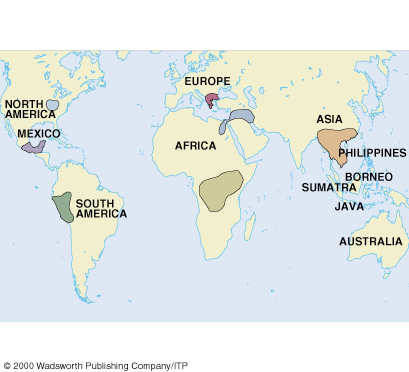 EUROPE
NORTH
AMERICA
MEXICO
ASIA
AFRICA
PHILIPPINES
BORNEO
SUMATRA
JAVA
SOUTH
AMERICA
AUSTRALIA
© 2000 Wadsworth Publishing Company/ITP